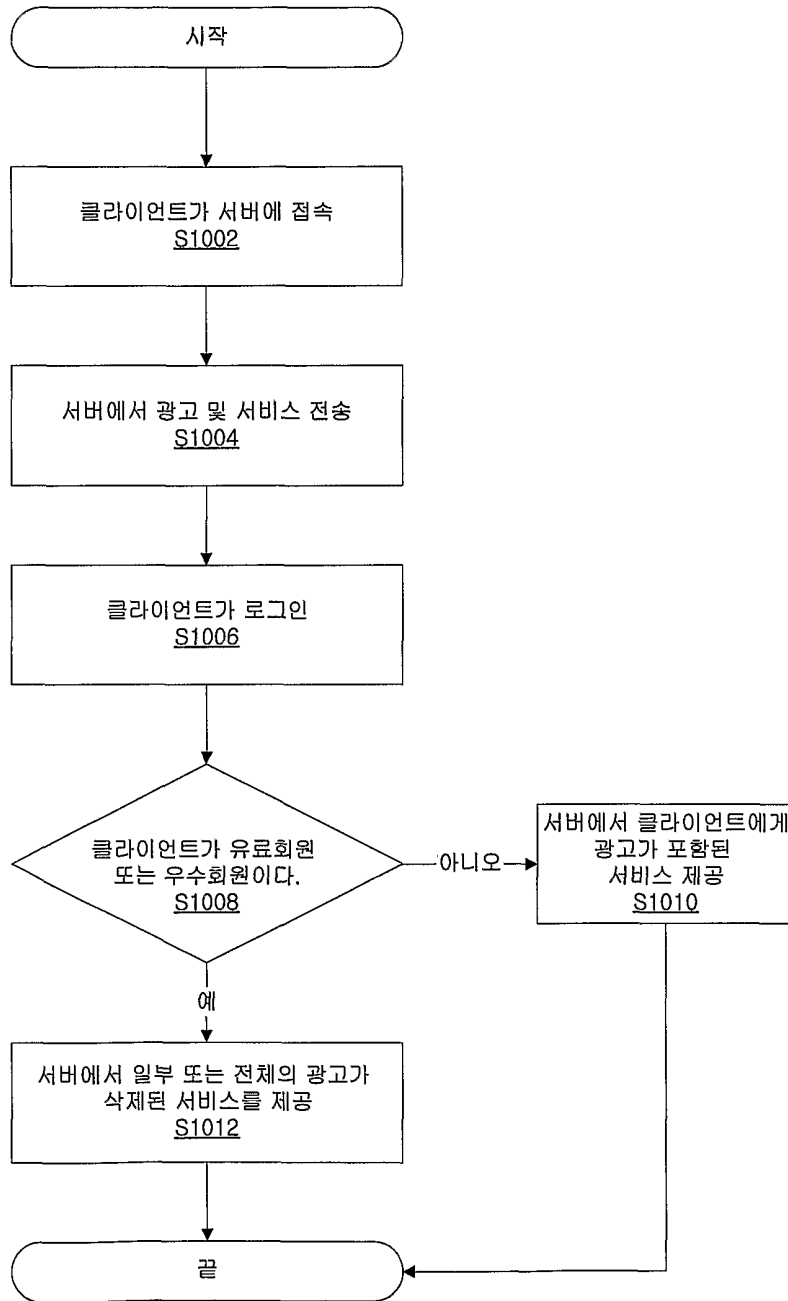 시작
클라이언트가 서버에 접속
S1002
서버에서 광고 및 서비스 전송
S1004
클라이언트가 로그인
S1006
클라이언트가 유료회원
또는 우수회원이다.
S1008
아니오
서버에서 클라이언트에게
광고가 포함된
서비스 제공
S1010
예
서버에서 일부 또는 전체의 광고가
삭제된 서비스를 제공
S1012
끝